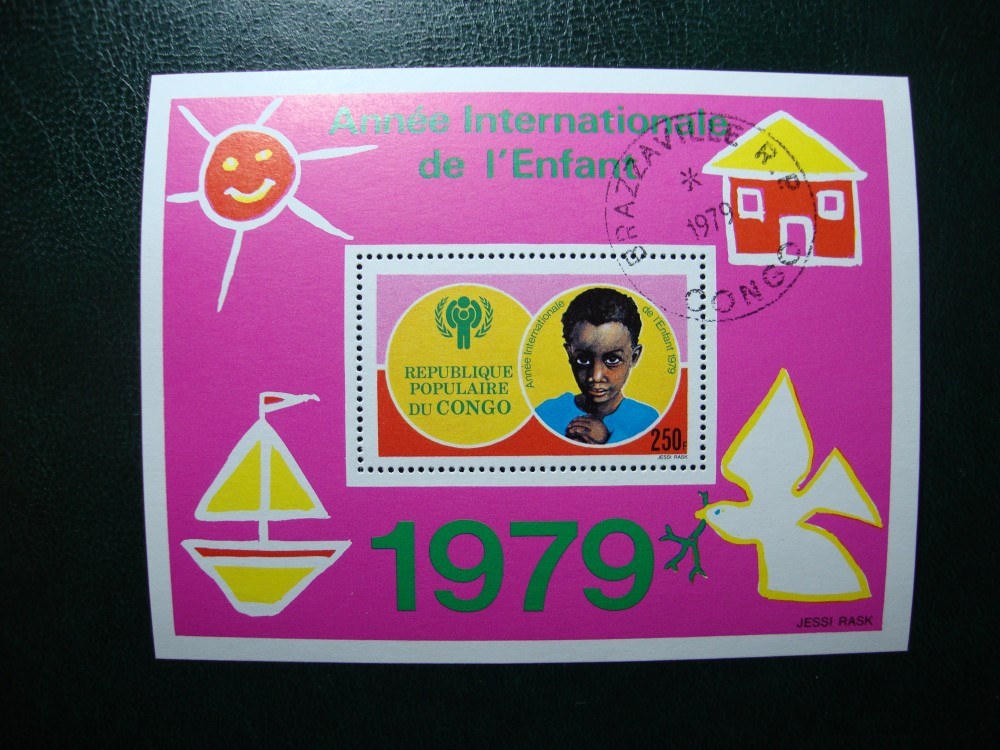 Année Internationale
de l'Enfant
BRAZZAVILLE R.P.
*
1979
CONGO
REPUBLIQUE
POPULAIRE
DU CONGO
Année Internationale
de l'Enfant 1979
250F
JESSI RASK
1979
JESSI RASK